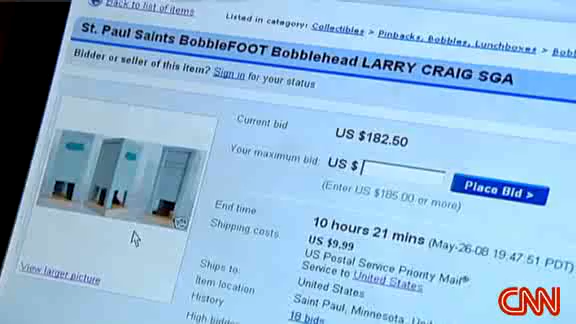 Back to list of items
Listed in category: Collectibles > Pinbacks, Bobbles, Lunchboxes >
St. Paul Saints BobbleFOOT Bobblehead LARRY CRAIG SGA
Bidder or seller of this item? Sign in for your status
Current bid US $182.50
Your maximum bid: US $
Place Bid >
(Enter US $185.00 or more)
End time 10 hours 21 mins (May-26-08 19:47:51 PDT)
Shipping costs: US $9.99
US Postal Service Priority Mail®
Service to United States
View larger picture
Ships to: United States
Item location Saint Paul, Minnesota,
History 18 bids
High bidder
CNN